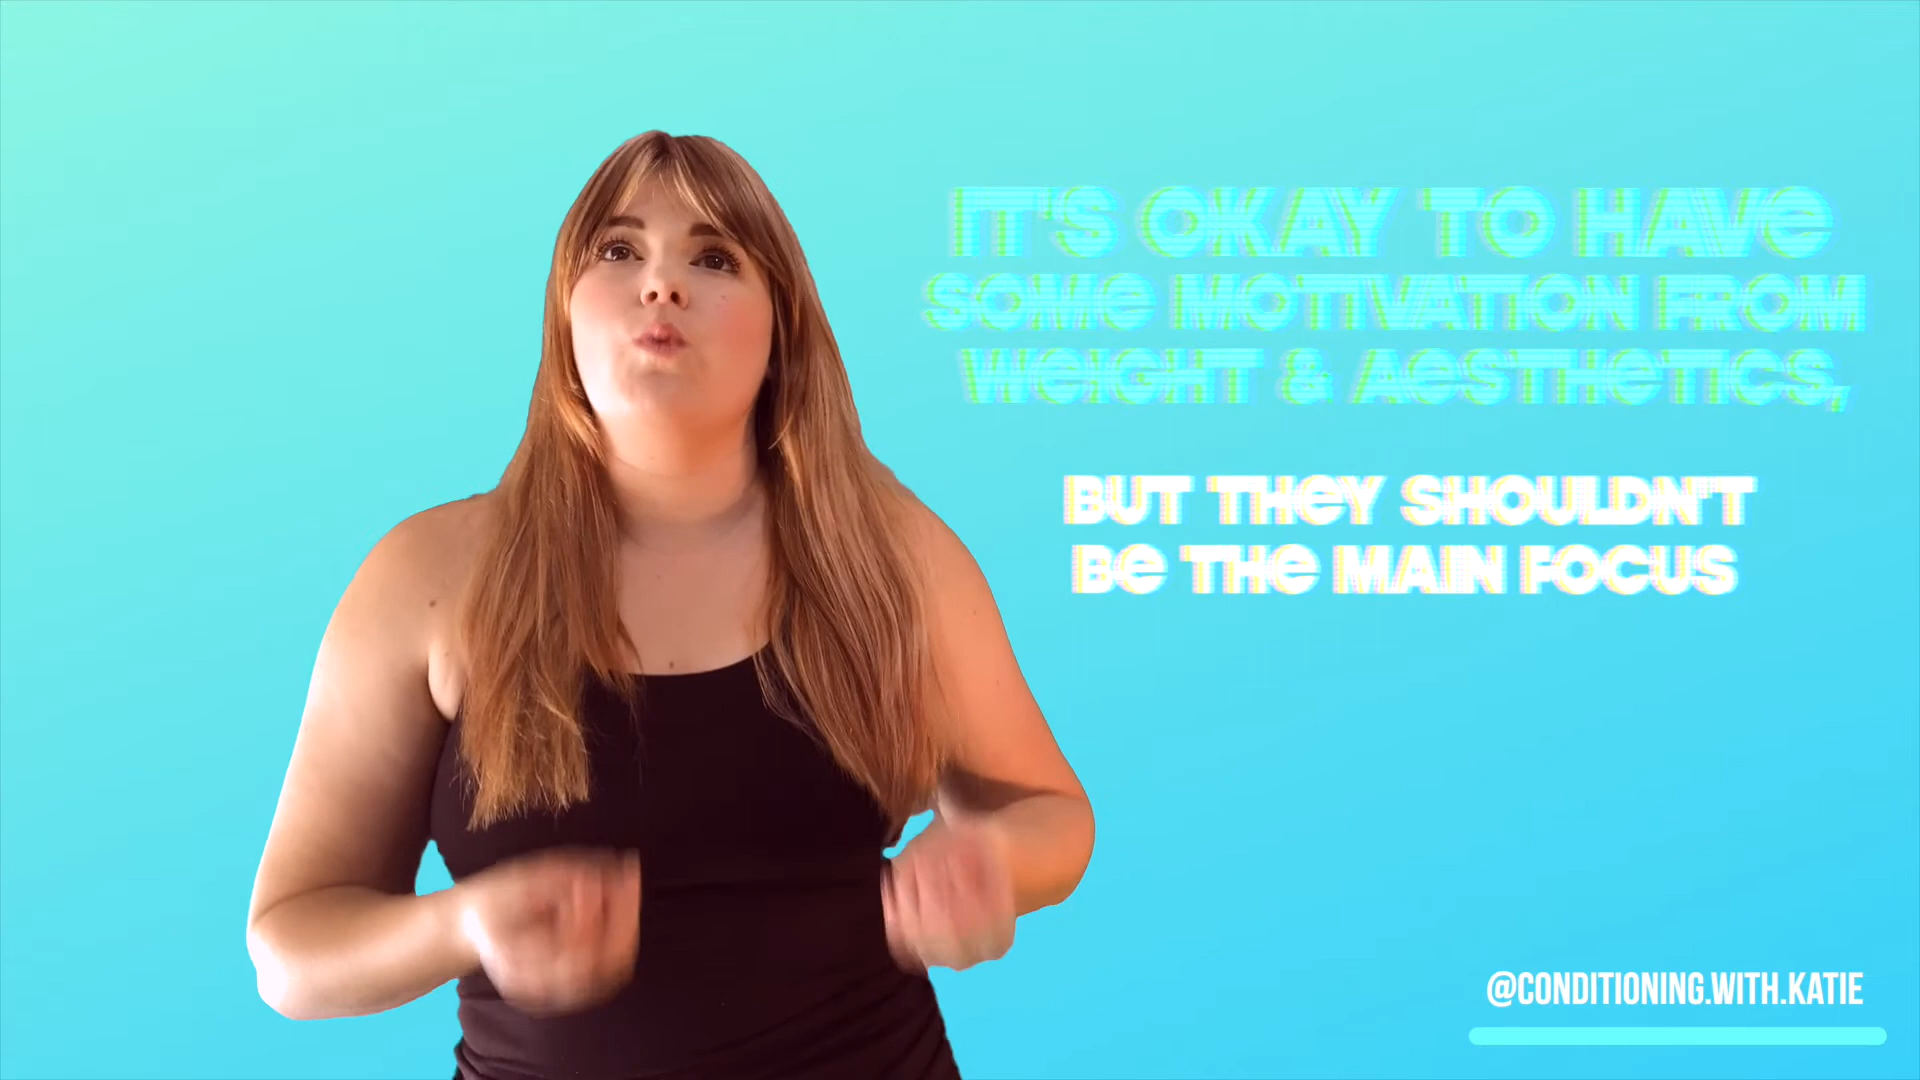 IT'S OKAY TO HAVE
SOME MOTIVATION FROM
WEIGHT & AESTHETICS,
BUT THEY SHOULDN'T
BE THE MAIN FOCUS
@CONDITIONING.WITH.KATIE